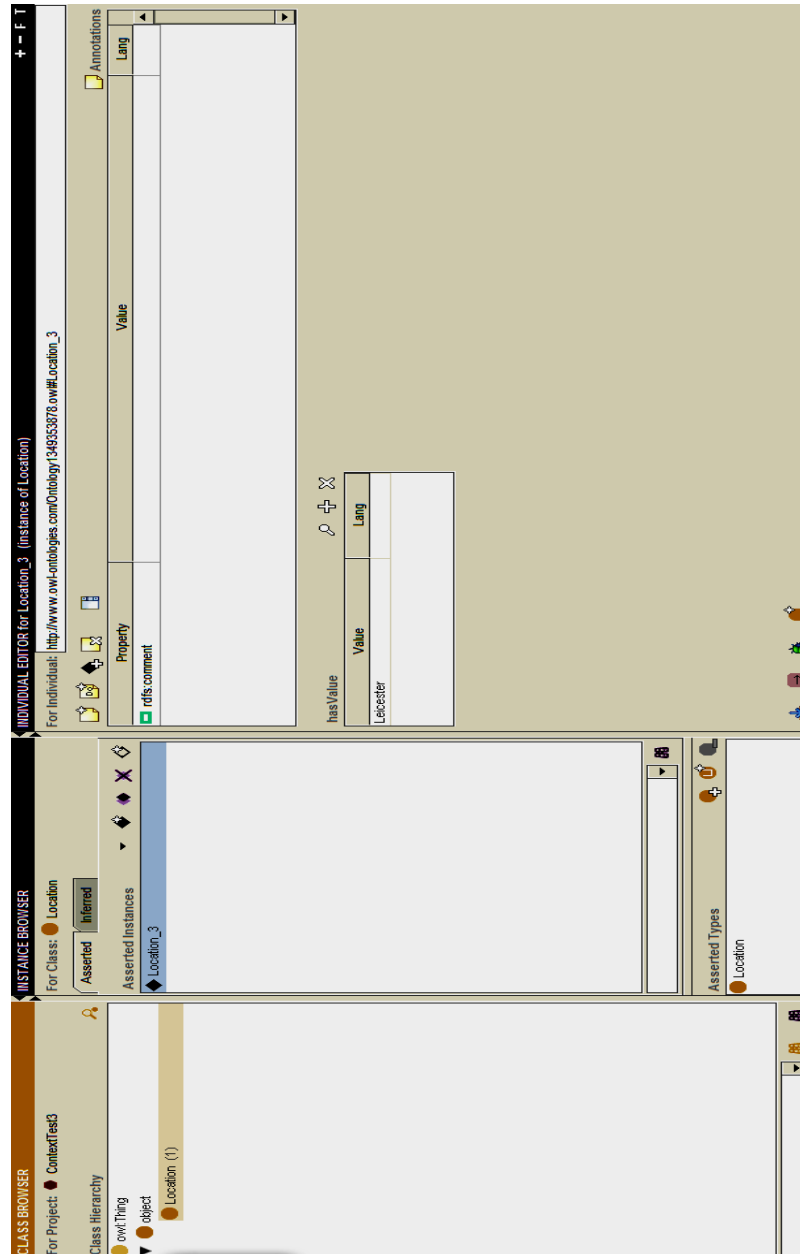 CLASS BROWSER
For Project: ContextTest3
Class Hierarchy
owl:Thing
object
Location (1)
INSTANCE BROWSER
For Class: Location
Asserted Inferred
Asserted Instances
Location_3
Asserted Types
Location
INDIVIDUAL EDITOR for Location_3 (instance of Location) + - F T
For Individual: http://www.owl-ontologies.com/Ontology1349353878.owl#Location_3
Annotations
Property Value Lang
rdfs:comment
hasValue
Value Lang
Leicester